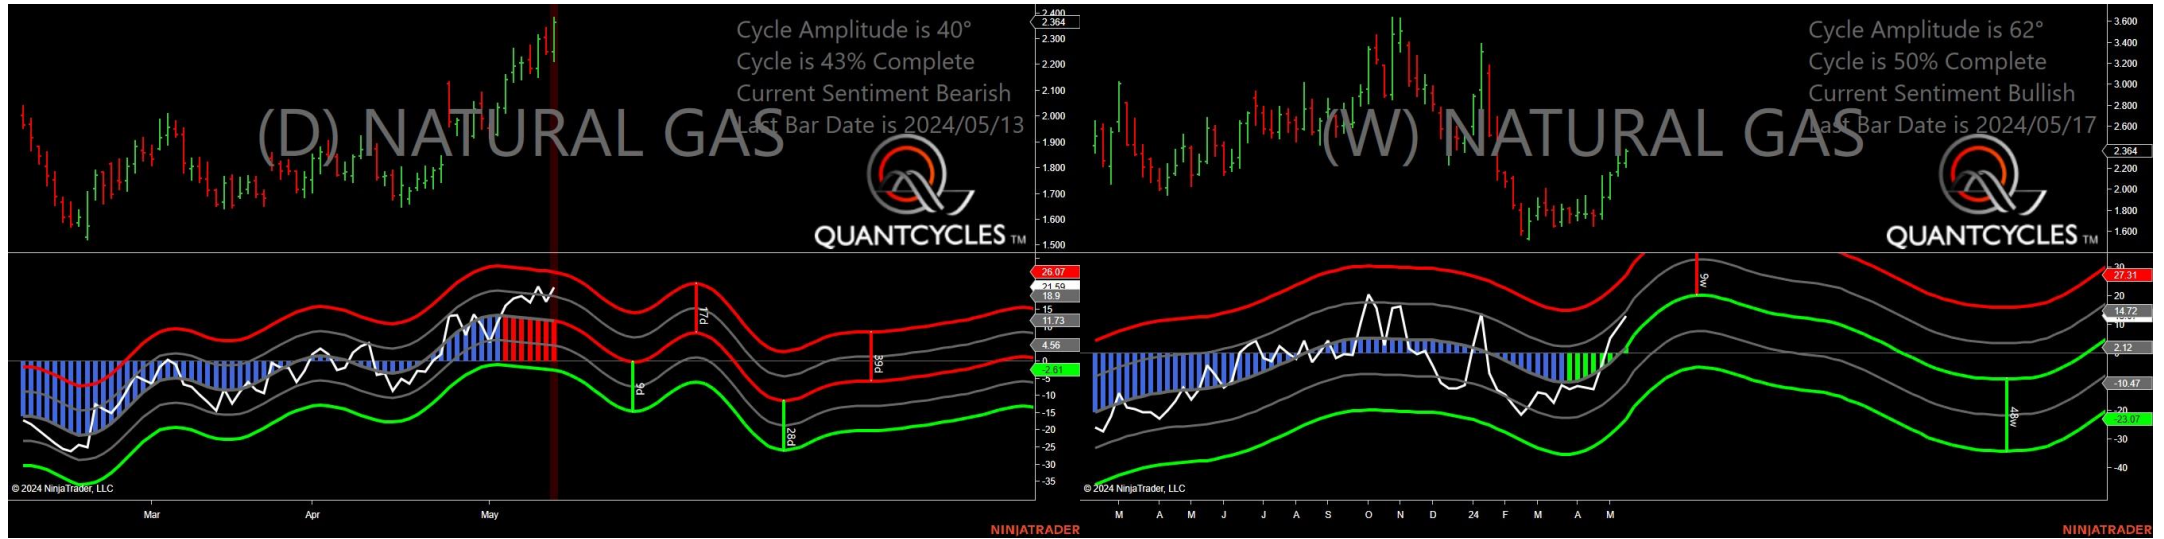 Cycle Amplitude is 40°
Cycle is 43% Complete
Current Sentiment Bearish
Last Bar Date is 2024/05/13
(D) NATURAL GAS
QUANTCYCLES TM
2.400
2.364
2.300
2.200
2.100
2.000
1.900
1.800
1.700
1.600
1.500
26.07
21.59
18.9
15
11.73
10
4.56
0
-2.61
-5
-10
-15
-20
-25
-30
-35
9d
17d
28d
39d
© 2024 NinjaTrader, LLC
Mar
Apr
May
NINJATRADER
Cycle Amplitude is 62°
Cycle is 50% Complete
Current Sentiment Bullish
Last Bar Date is 2024/05/17
(W) NATURAL GAS
QUANTCYCLES TM
3.600
3.400
3.200
3.000
2.800
2.600
2.364
2.200
2.000
1.800
1.600
30
27.31
20
14.72
10
2.12
-10.47
-20
-23.07
-30
-40
9w
48w
© 2024 NinjaTrader, LLC
M A M J J A S O N D 24 F M A M
NINJATRADER